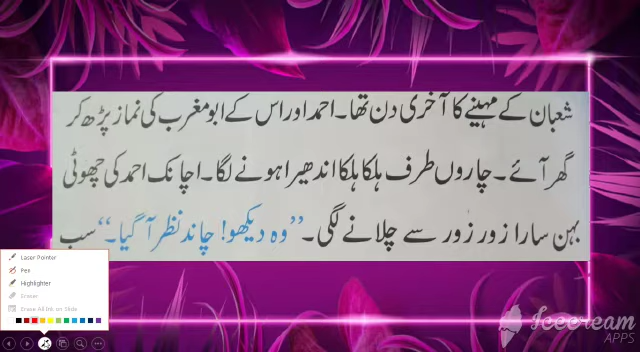 شعبان کے مہینے کا آخری دن تھا۔ احمد اور اس کے ابو مغرب کی نماز پڑھ کر
گھر آئے۔ چاروں طرف ہلکا ہلکا اندھیرا ہونے لگا۔ اچانک احمد کی چھوٹی
بہن سارا زور زور سے چلانے لگی۔ ”وہ دیکھو! چاند نظر آ گیا۔“ سب
Laser Pointer
Pen
Highlighter
Eraser
Erase All Ink on Slide
Icecream
APPS